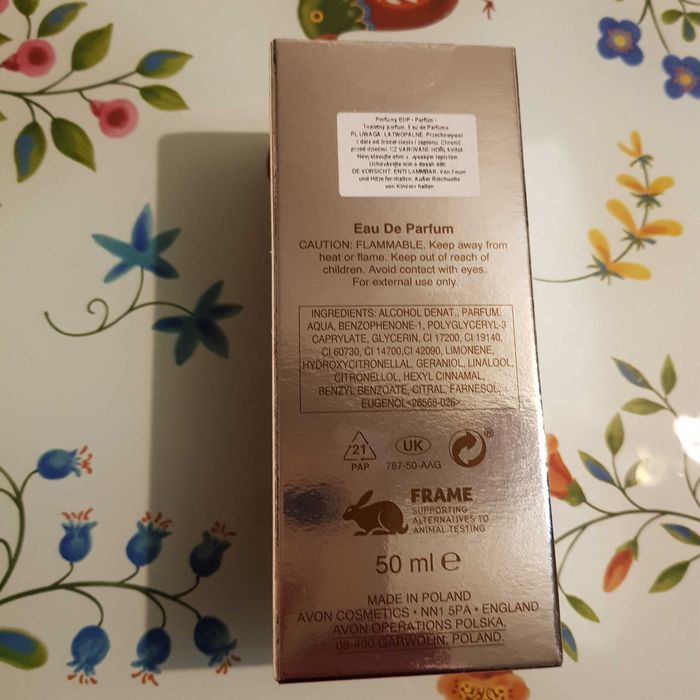 Perfumy EDP • Parfüm •
Toaletný parfum. Eau de Parfume
PL UWAGA: ŁATWOPALNE. Przechowywać
z dala od źródeł ciepła i zapłonu. Chronić
przed dziećmi. CZ VAROVÁNÍ: HOŘLAVINA
Nevystavujte ohni a vysokým teplotám.
Uchovávejte mimo dosah dětí.
DE VORSICHT: ENTFLAMMBAR. Von Feuer
und Hitze fernhalten. Außer Reichweite
von Kindern halten
Eau De Parfum
CAUTION: FLAMMABLE. Keep away from
heat or flame. Keep out of reach of
children. Avoid contact with eyes.
For external use only.
INGREDIENTS: ALCOHOL DENAT., PARFUM,
AQUA, BENZOPHENONE-1, POLYGLYCERYL-3
CAPRYLATE, GLYCERIN, CI 17200, CI 19140,
CI 60730, CI 14700,CI 42090, LIMONENE,
HYDROXYCITRONELLAL, GERANIOL, LINALOOL,
CITRONELLOL, HEXYL CINNAMAL,
BENZYL BENZOATE, CITRAL, FARNESOL,
EUGENOL<26568-026>
21
PAP
UK
787-50-AAG
®
FRAME
SUPPORTING
ALTERNATIVES TO
ANIMAL TESTING
50 ml e
MADE IN POLAND
AVON COSMETICS • NN1 5PA • ENGLAND
AVON OPERATIONS POLSKA,
08-400 GARWOLIN, POLAND.